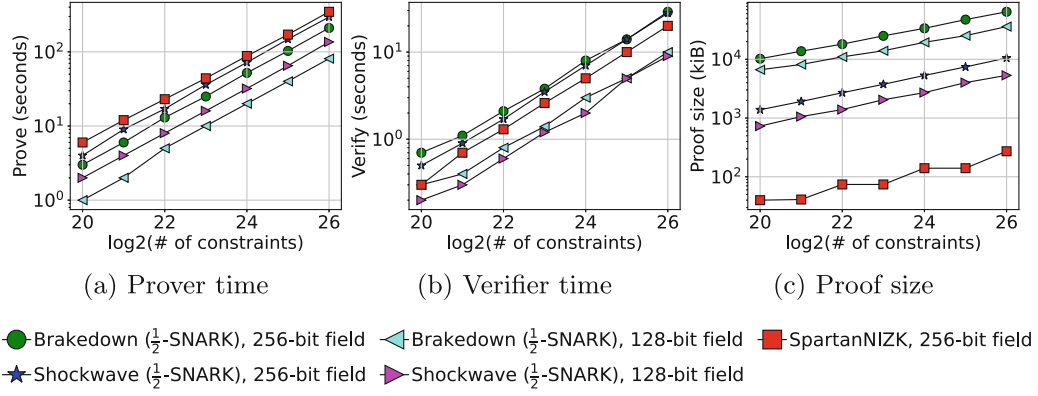 Prove (seconds)
10²
10¹
10⁰
20 22 24 26
log2(# of constraints)
(a) Prover time
Verify (seconds)
10¹
10⁰
20 22 24 26
log2(# of constraints)
(b) Verifier time
Proof size (kiB)
10⁴
10³
10²
20 22 24 26
log2(# of constraints)
(c) Proof size
Brakedown (½-SNARK), 256-bit field
Brakedown (½-SNARK), 128-bit field
SpartanNIZK, 256-bit field
Shockwave (½-SNARK), 256-bit field
Shockwave (½-SNARK), 128-bit field